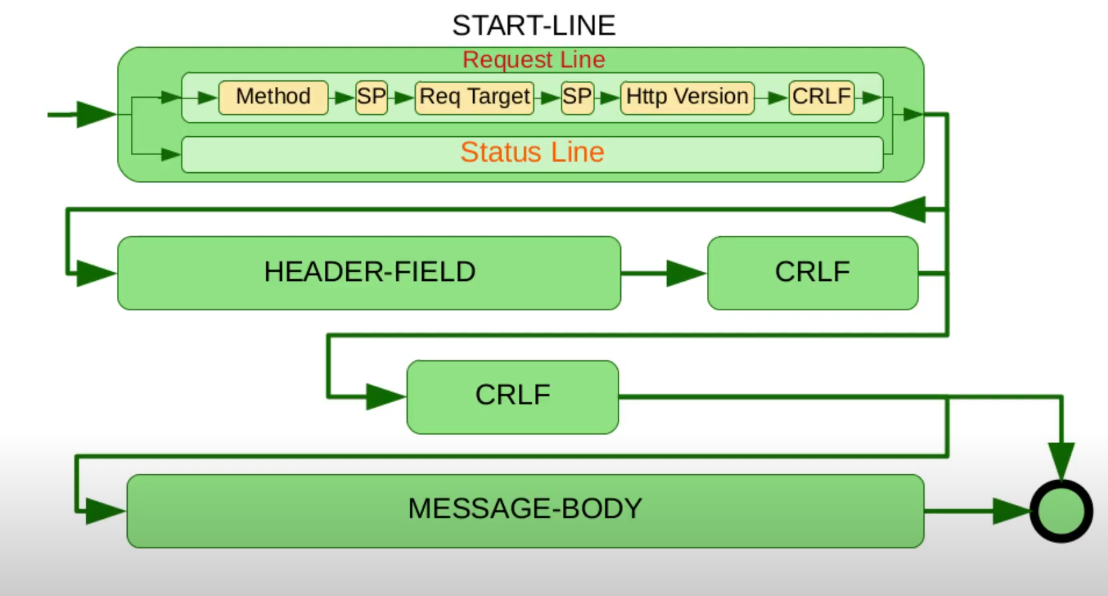 START-LINE
Request Line
Method SP Req Target SP Http Version CRLF
Status Line
HEADER-FIELD CRLF
CRLF
MESSAGE-BODY